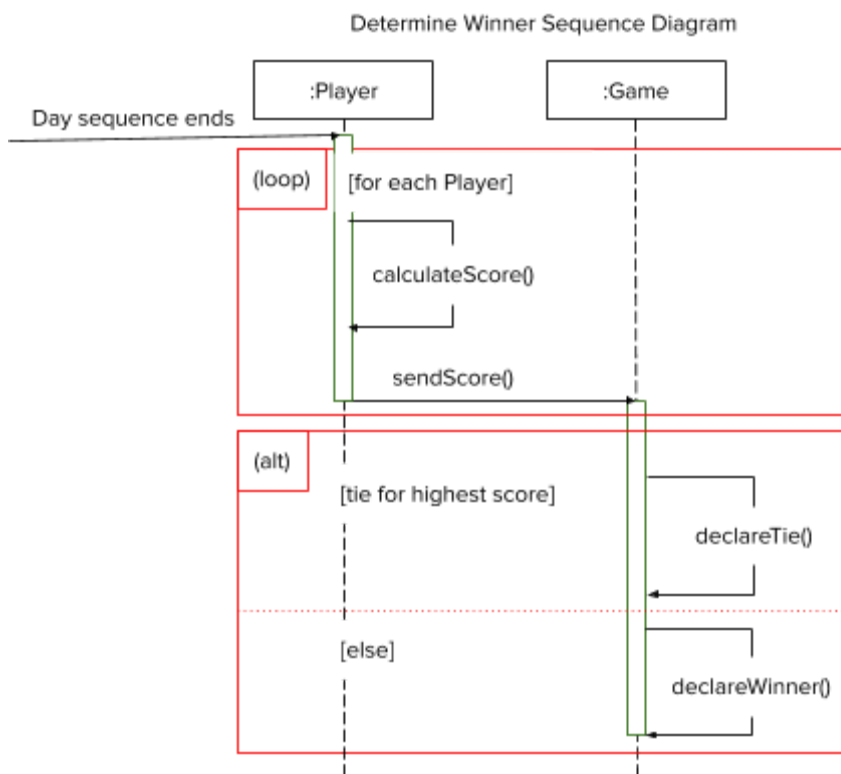 Determine Winner Sequence Diagram
:Player
:Game
Day sequence ends
(loop)
[for each Player]
calculateScore()
sendScore()
(alt)
[tie for highest score]
declareTie()
[else]
declareWinner()